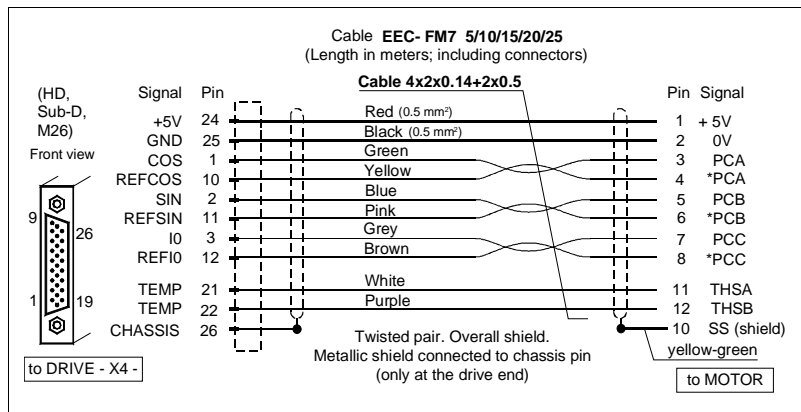 Cable EEC- FM7 5/10/15/20/25
(Length in meters; including connectors)
Cable 4x2x0.14+2x0.5
(HD,
Sub-D,
M26)
Front view
9
26
1
19
to DRIVE - X4 -
Signal Pin
Pin Signal
+5V 24 Red (0.5 mm²) 1 + 5V
GND 25 Black (0.5 mm²) 2 0V
COS 1 Green 3 PCA
REFCOS 10 Yellow 4 *PCA
SIN 2 Blue 5 PCB
REFSIN 11 Pink 6 *PCB
I0 3 Grey 7 PCC
REFI0 12 Brown 8 *PCC
TEMP 21 White 11 THSA
TEMP 22 Purple 12 THSB
CHASSIS 26 10 SS (shield)
yellow-green
Twisted pair. Overall shield.
Metallic shield connected to chassis pin
(only at the drive end)
to MOTOR